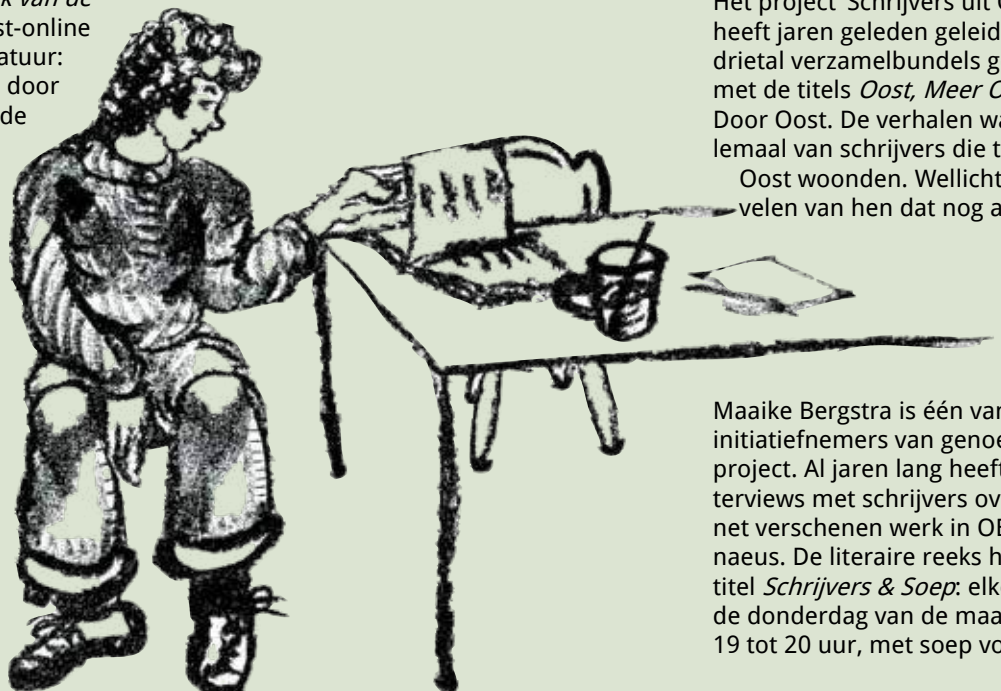 k van de
st-online
atuur:
door
de
Het project 'Schrijvers uit O
heeft jaren geleden geleid
drietal verzamelbundels g
met de titels Oost, Meer O
Door Oost. De verhalen wa
lemaal van schrijvers die t
Oost woonden. Wellicht
velen van hen dat nog a
Maaike Bergstra is één van
initiatiefnemers van genoe
project. Al jaren lang heeft
terviews met schrijvers ov
net verschenen werk in OB
naeus. De literaire reeks h
titel Schrijvers & Soep: elk
de donderdag van de maa
19 tot 20 uur, met soep vo